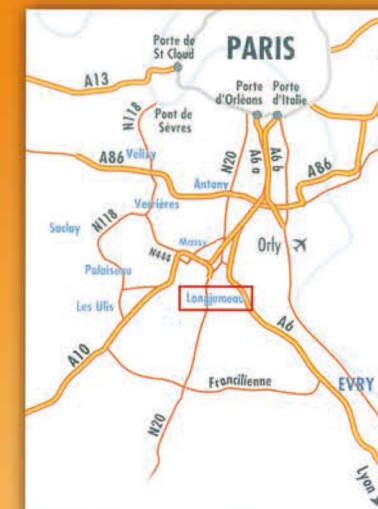 Porte de
St Cloud
PARIS
A13
Porte
d'Orléans
Porte
d'Italie
N118
Pont de
Sèvres
A6 a
A6 b
N20
A86
Vélizy
A86
Antony
Verrières
Saclay
N118
Massy
Orly
N444
Palaiseau
Les Ulis
Longjumeau
A6
A10
Francilienne
EVRY
N20
Lyon